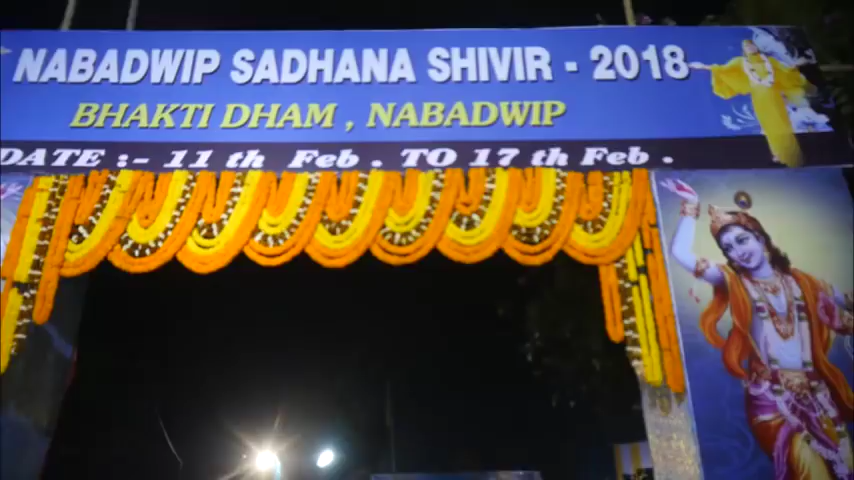 NABADWIP SADHANA SHIVIR - 2018
BHAKTI DHAM , NABADWIP
DATE :- 11 th Feb . TO 17 th Feb .